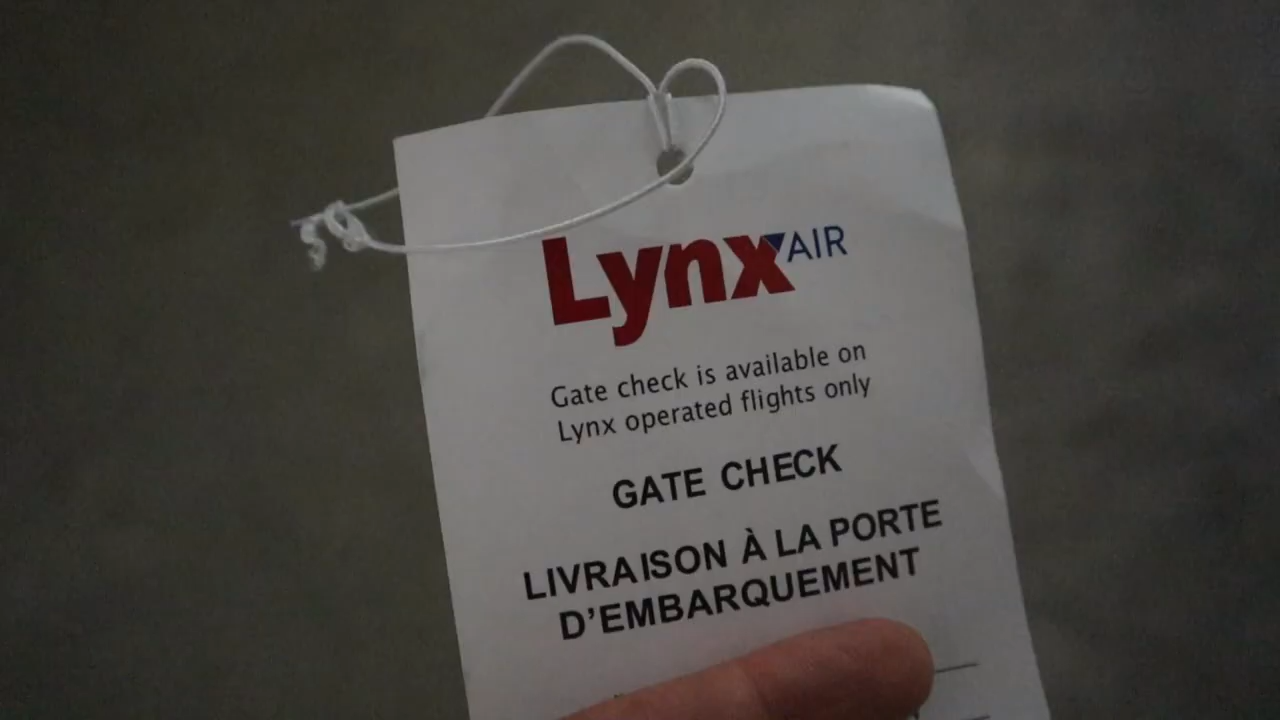 Lynx AIR
Gate check is available on
Lynx operated flights only
GATE CHECK
LIVRAISON À LA PORTE
D'EMBARQUEMENT